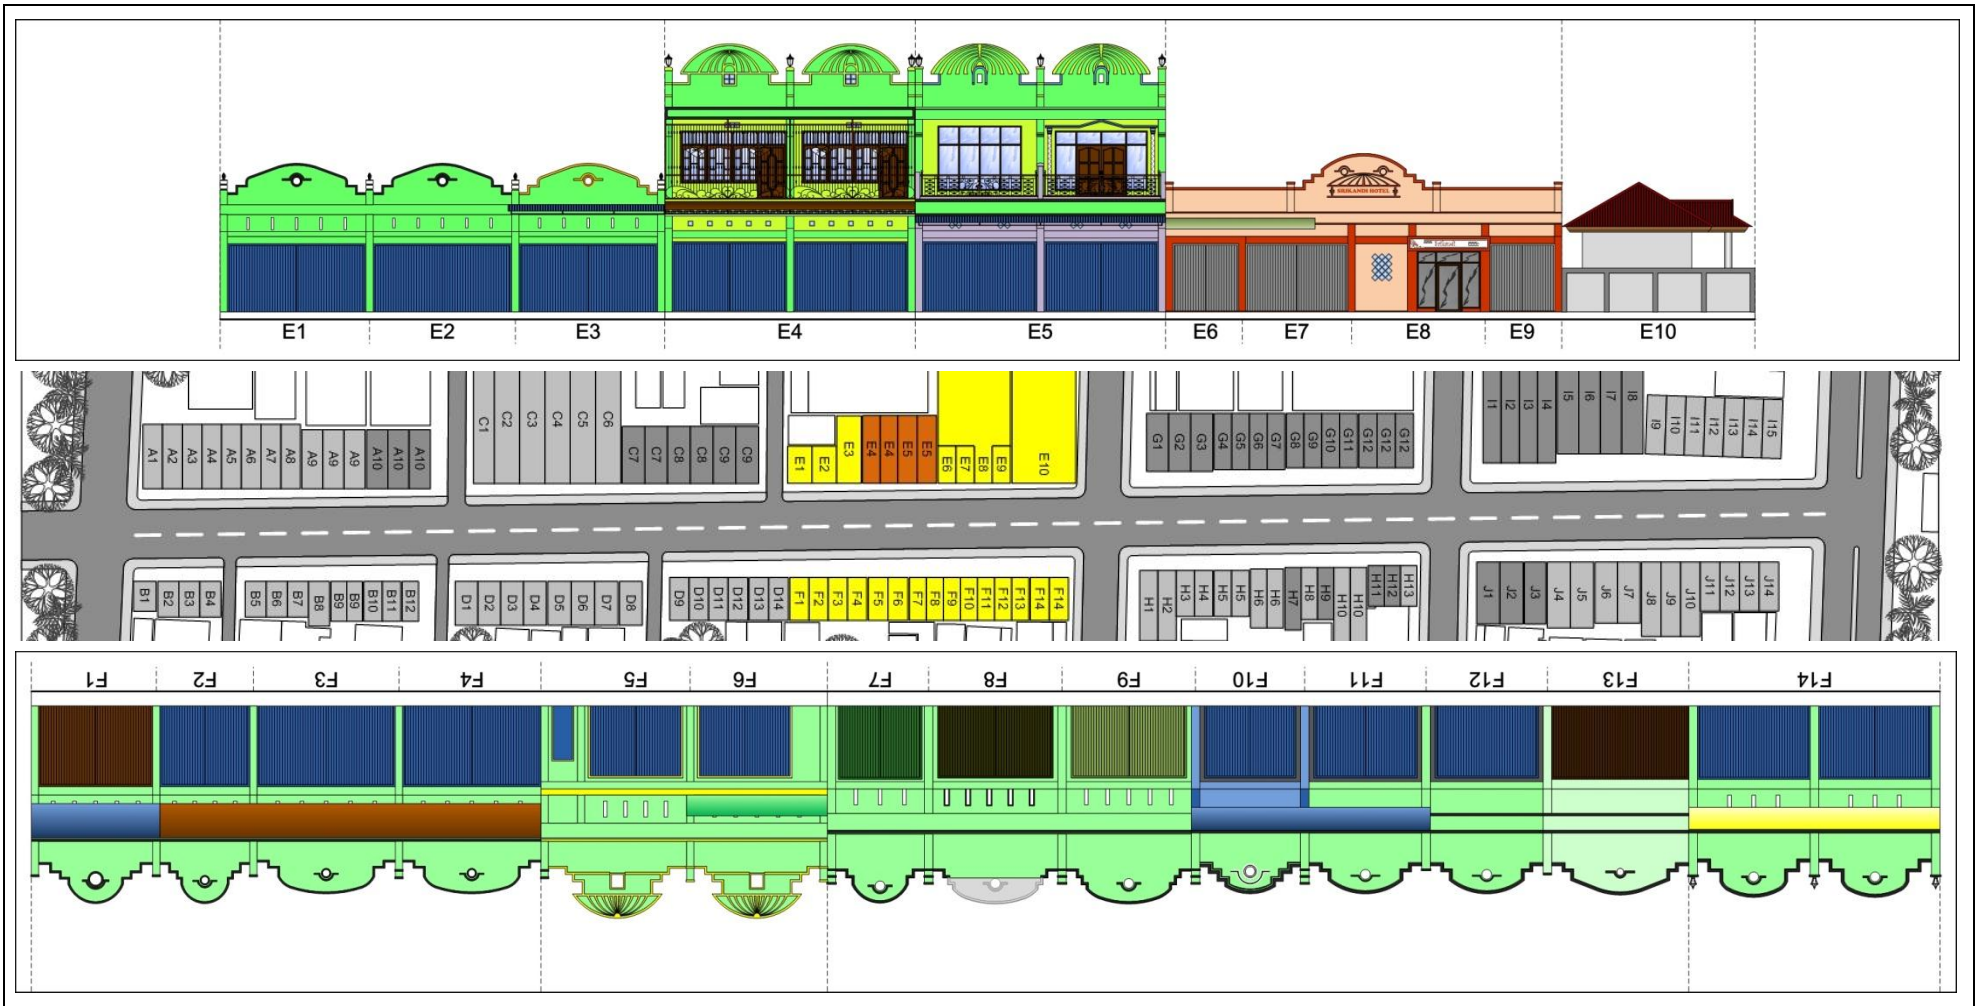 SRIKANDI HOTEL
E1 E2 E3 E4 E5 E6 E7 E8 E9 E10
A1 A2 A3 A4 A5 A6 A7 A8 A9 A9 A9 A10 A10 A10
C1 C2 C3 C4 C5 C6 C7 C7 C8 C8 C9 C9
E1 E2 E3 E4 E4 E5 E5 E6 E7 E8 E9 E10
G1 G2 G3 G4 G5 G6 G7 G8 G9 G10 G11 G12 G12 G12
I1 I2 I3 I4 I5 I6 I7 I8 I9 I10 I11 I12 I13 I14 I15
B1 B2 B3 B4 B5 B6 B7 B8 B9 B9 B10 B11 B12
D1 D2 D3 D4 D5 D6 D7 D8
D9 D10 D11 D12 D13 D14 F1 F2 F3 F4 F5 F6 F7 F8 F9 F10 F11 F12 F13 F14 F14
H1 H2 H3 H4 H5 H5 H6 H6 H7 H8 H9 H10 H10 H11 H12 H13
J1 J2 J3 J4 J5 J6 J7 J8 J9 J10 J11 J12 J13 J14
F1 F2 F3 F4 F5 F6 F7 F8 F9 F10 F11 F12 F13 F14